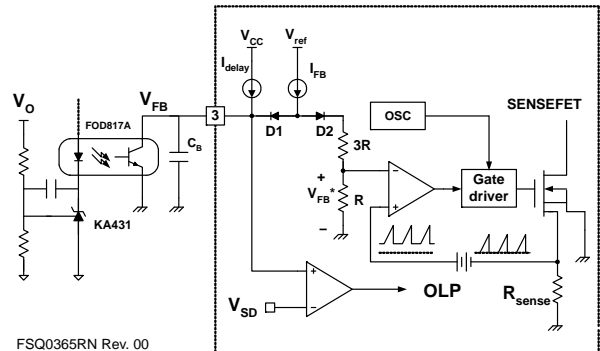 V_CC
V_ref
I_delay
I_FB
V_O
V_FB
FOD817A
3
D1
D2
C_B
3R
OSC
SENSEFET
+
V_FB*
R
−
−
+
Gate
driver
KA431
+
−
V_SD
OLP
R_sense
FSQ0365RN Rev. 00